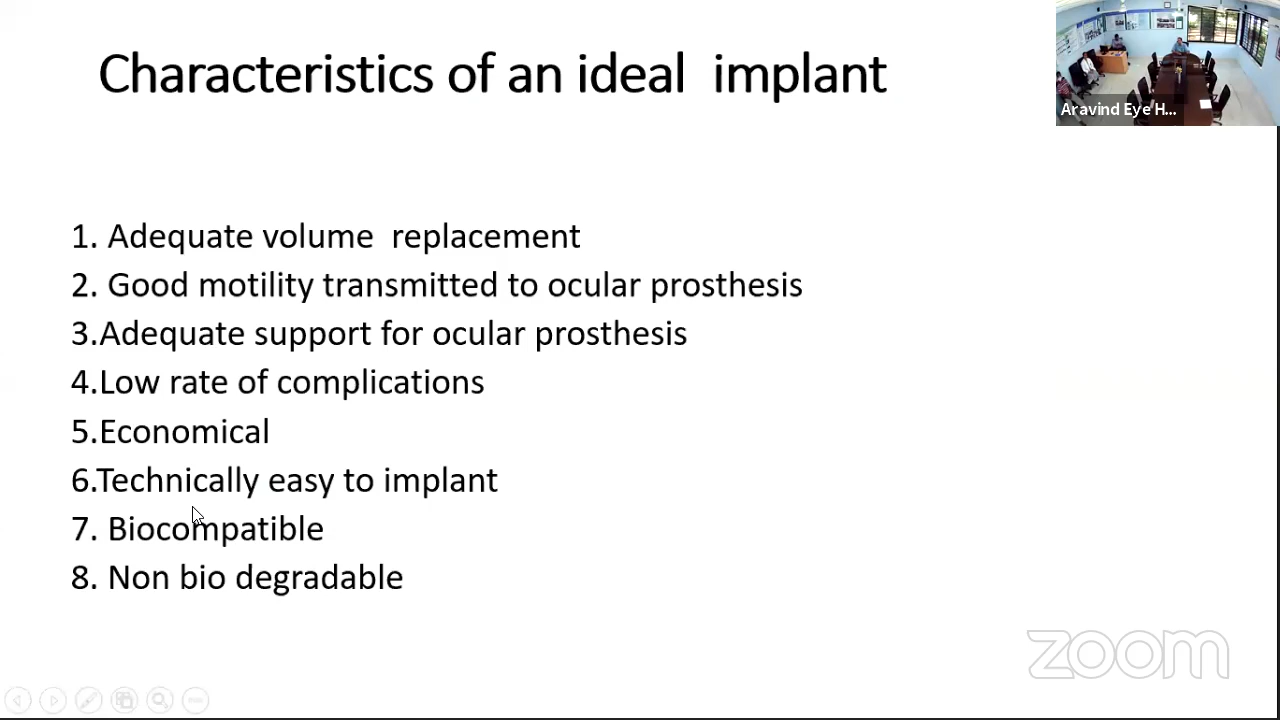 Characteristics of an ideal implant
Aravind Eye H...
1. Adequate volume replacement
2. Good motility transmitted to ocular prosthesis
3.Adequate support for ocular prosthesis
4.Low rate of complications
5.Economical
6.Technically easy to implant
7. Biocompatible
8. Non bio degradable
zoom